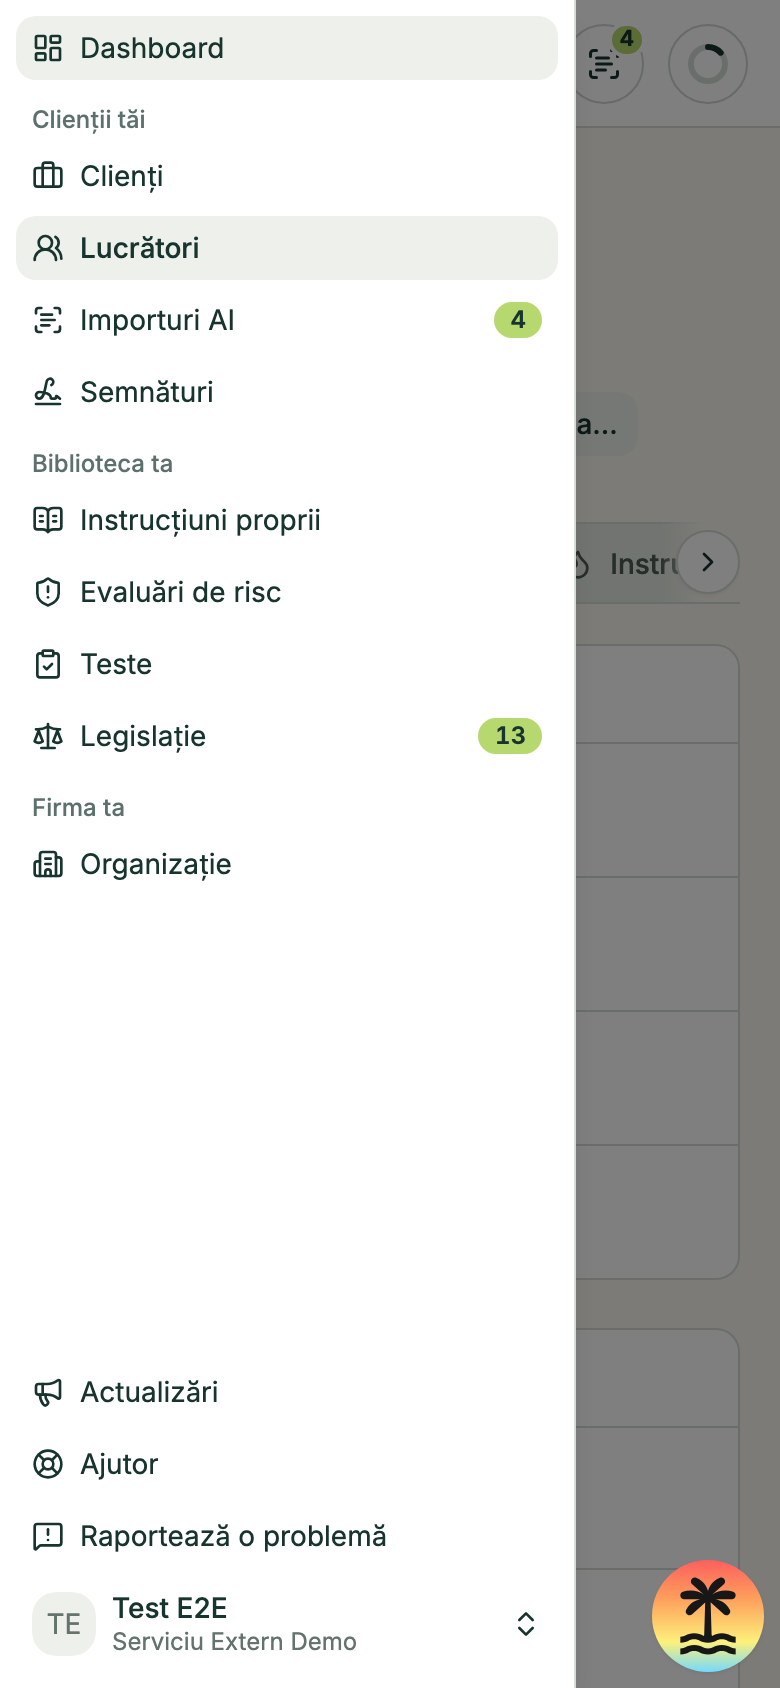 Dashboard
4
Clienții tăi
Clienți
Lucrători
Importuri AI 4
Semnături
a...
Biblioteca ta
Instrucțiuni proprii
Instru
Evaluări de risc
Teste
Legislație 13
Firma ta
Organizație
Actualizări
Ajutor
Raportează o problemă
TE
Test E2E
Serviciu Extern Demo